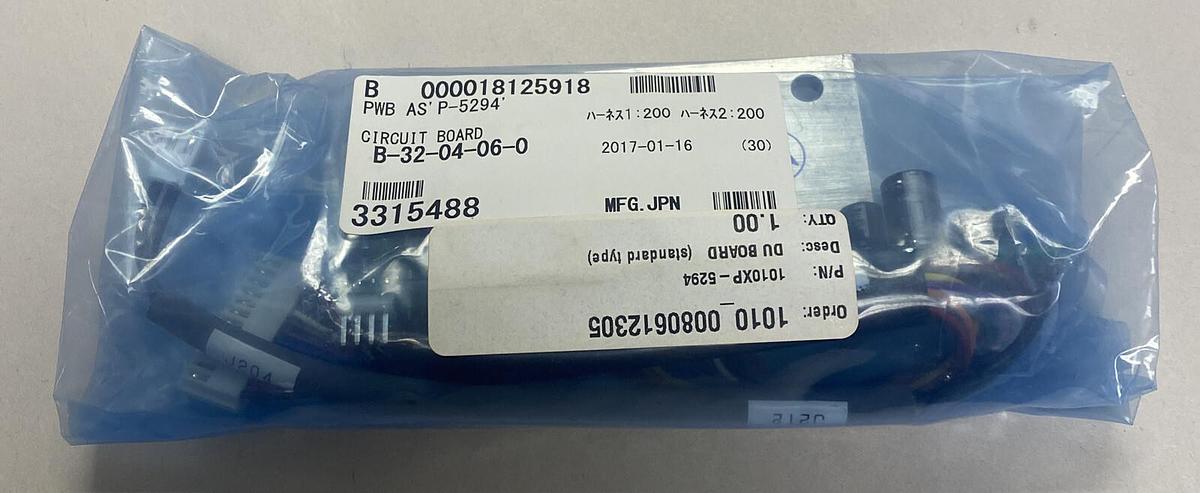 B 000018125918
PWB AS' P-5294'
ハーネス1:200 ハーネス2:200
CIRCUIT BOARD
B-32-04-06-0
2017-01-16 (30)
3315488
MFG.JPN
Order: 1010_0080612305
P/N: 1010XP-5294
Desc: DU BOARD (standard type)
QTY: 1.00
J204
J212